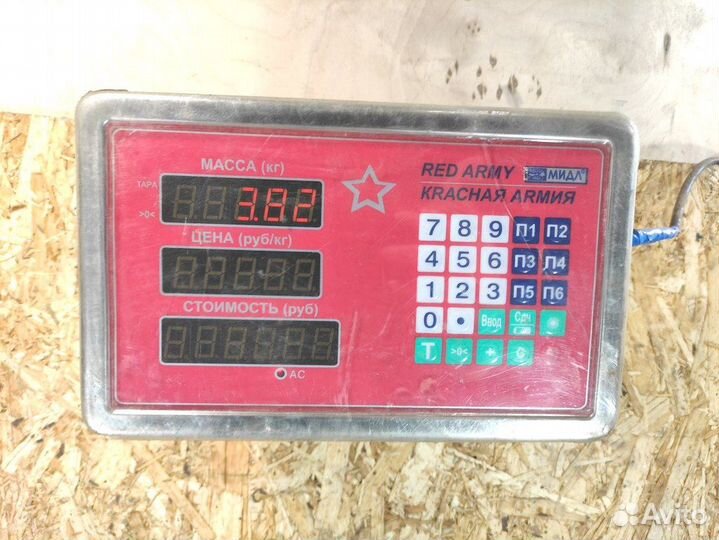 МАССА (кг)
ТАРА
>0<
3.82
ЦЕНА (руб/кг)
СТОИМОСТЬ (руб)
AC
RED ARMY
МИДЛ
КRАСНАЯ АRМИЯ
7 8 9 П1 П2
4 5 6 П3 П4
1 2 3 П5 П6
0 • Ввод Сдч
T >0< + C
Avito